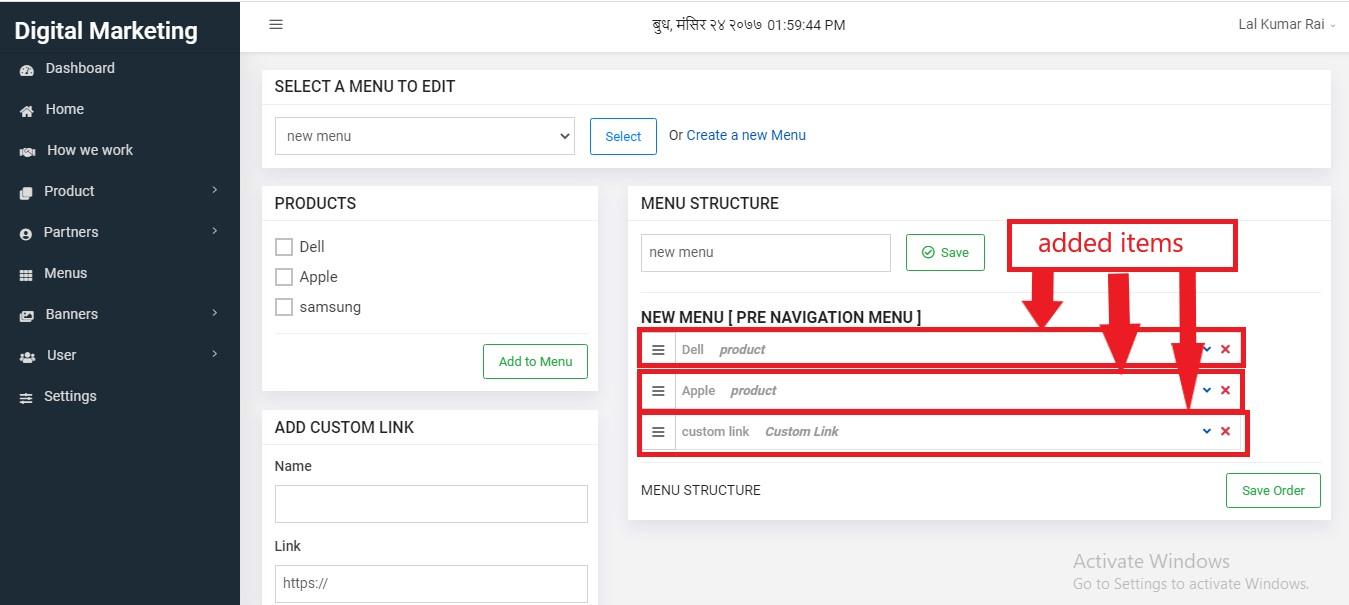 Digital Marketing
Dashboard
Home
How we work
Product
Partners
Menus
Banners
User
Settings
बुध, मंसिर २४ २०७७ 01:59:44 PM
Lal Kumar Rai
SELECT A MENU TO EDIT
new menu
Select
Or Create a new Menu
PRODUCTS
Dell
Apple
samsung
Add to Menu
ADD CUSTOM LINK
Name
Link
https://
MENU STRUCTURE
new menu
Save
added items
NEW MENU [ PRE NAVIGATION MENU ]
Dell product
Apple product
custom link Custom Link
MENU STRUCTURE
Save Order
Activate Windows
Go to Settings to activate Windows.